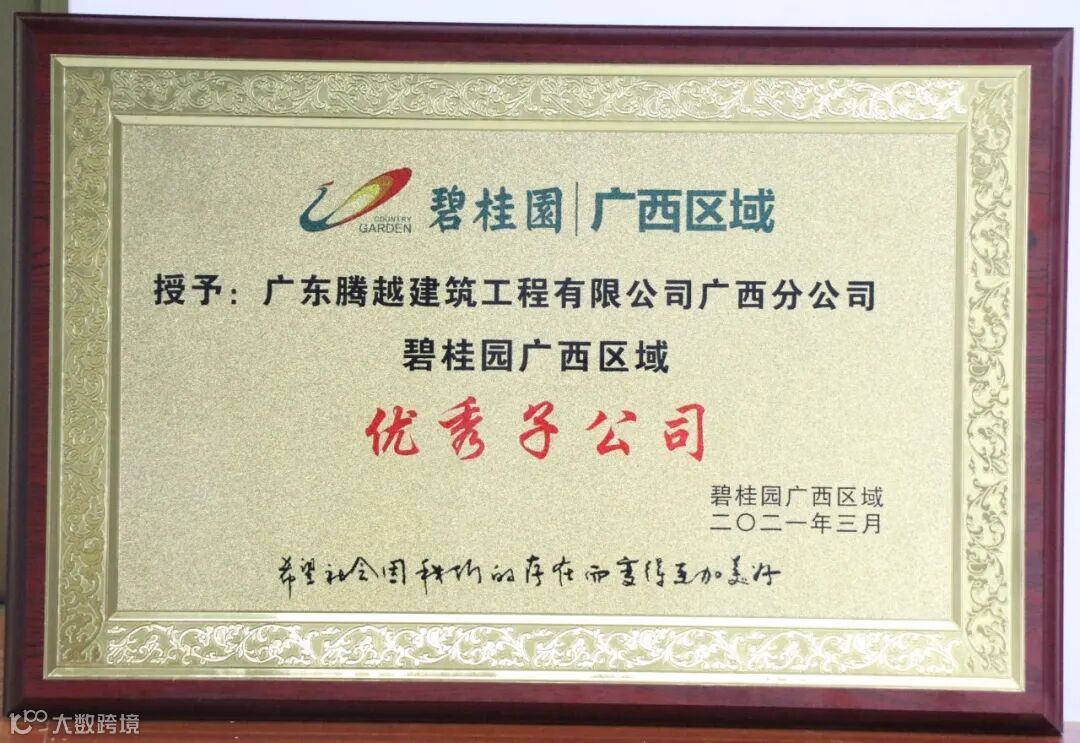 COUNTRY GARDEN 碧桂園 广西区域
授予：广东腾越建筑工程有限公司广西分公司
碧桂园广西区域
优秀子公司
碧桂园广西区域
二〇二一年三月
希望社会因我们的存在而变得更加美好
大数跨境